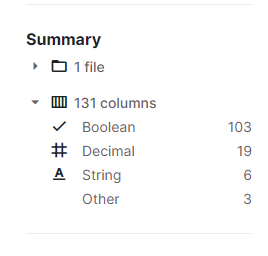 Summary
1 file
131 columns
Boolean 103
Decimal 19
A String 6
Other 3